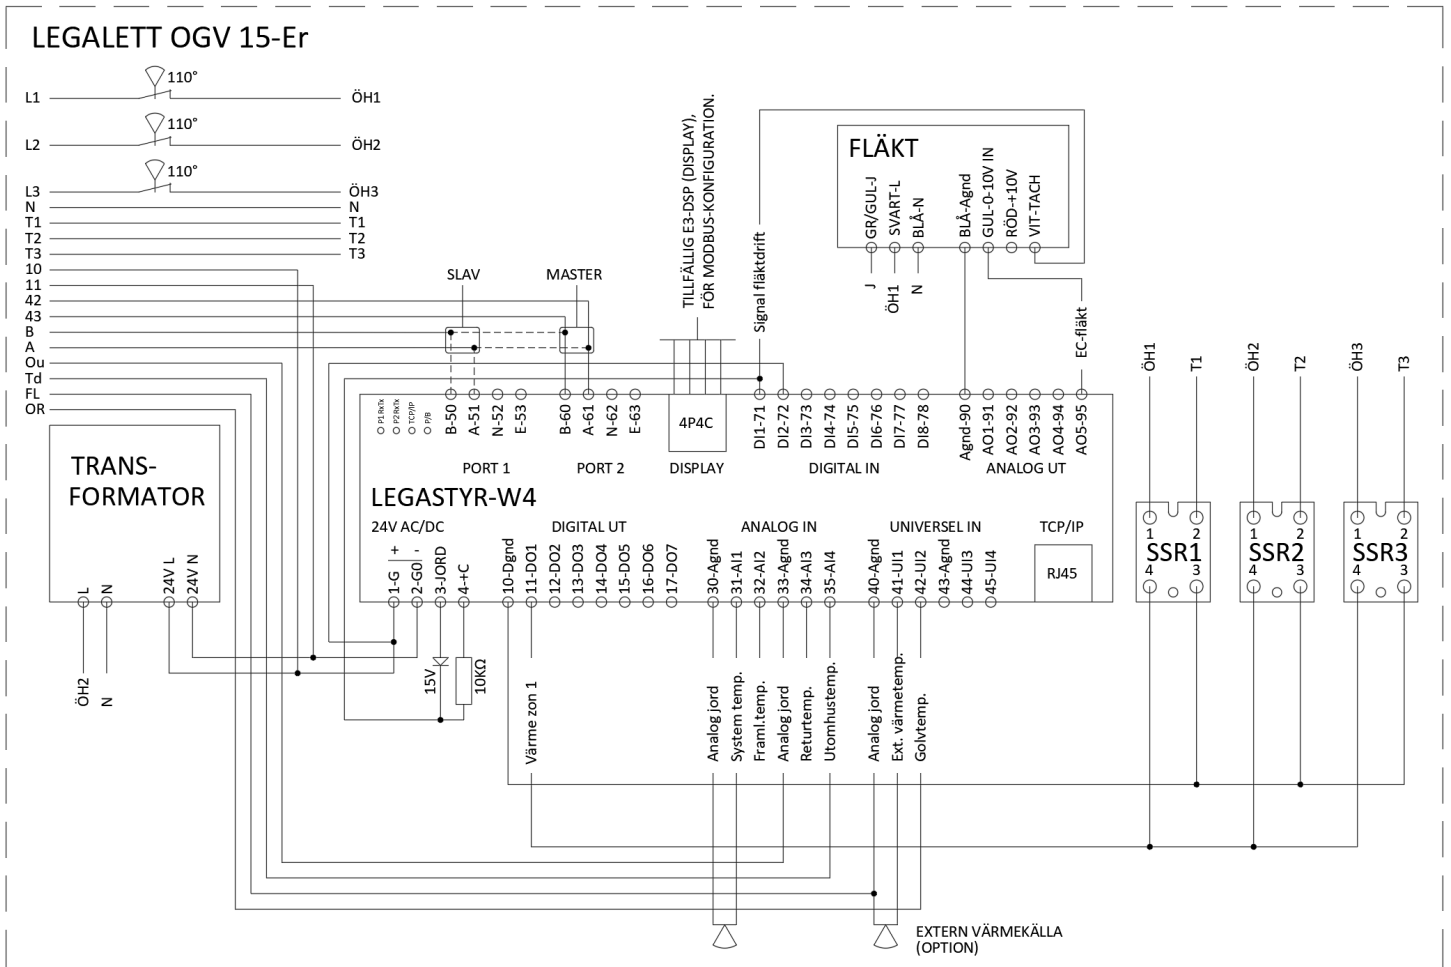 LEGALETT OGV 15-Er
110°
L1
ÖH1
110°
L2
ÖH2
110°
L3
ÖH3
N
N
T1
T1
T2
T2
T3
T3
10
11
42
43
B
A
Ou
Td
FL
OR
SLAV
MASTER
TILLFÄLLIG E3-DSP (DISPLAY),
FÖR MODBUS-KONFIGURATION.
Signal fläktdrift
FLÄKT
GR/GUL-J
SVART-L
BLÅ-N
BLÅ-Agnd
GUL-0-10V IN
RÖD-+10V
VIT-TACH
J
ÖH1
N
EC-fläkt
ÖH1
T1
ÖH2
T2
ÖH3
T3
P1 RxTx
P2 RxTx
TCP/IP
P/B
B-50
A-51
N-52
E-53
B-60
A-61
N-62
E-63
4P4C
DI1-71
DI2-72
DI3-73
DI4-74
DI5-75
DI6-76
DI7-77
DI8-78
Agnd-90
AO1-91
AO2-92
AO3-93
AO4-94
AO5-95
PORT 1
PORT 2
DISPLAY
DIGITAL IN
ANALOG UT
TRANS-
FORMATOR
24V L
24V N
L
N
ÖH2
N
LEGASTYR-W4
24V AC/DC
DIGITAL UT
ANALOG IN
UNIVERSEL IN
TCP/IP
+
-
1-G
2-G0
3-JORD
4-+C
10-Dgnd
11-DO1
12-DO2
13-DO3
14-DO4
15-DO5
16-DO6
17-DO7
30-Agnd
31-AI1
32-AI2
33-Agnd
34-AI3
35-AI4
40-Agnd
41-UI1
42-UI2
43-Agnd
44-UI3
45-UI4
RJ45
1
2
SSR1
4
3
1
2
SSR2
4
3
1
2
SSR3
4
3
15V
10KΩ
Värme zon 1
Analog jord
System temp.
Framl.temp.
Analog jord
Returtemp.
Utomhustemp.
Analog jord
Ext. värmetemp.
Golvtemp.
EXTERN VÄRMEKÄLLA
(OPTION)